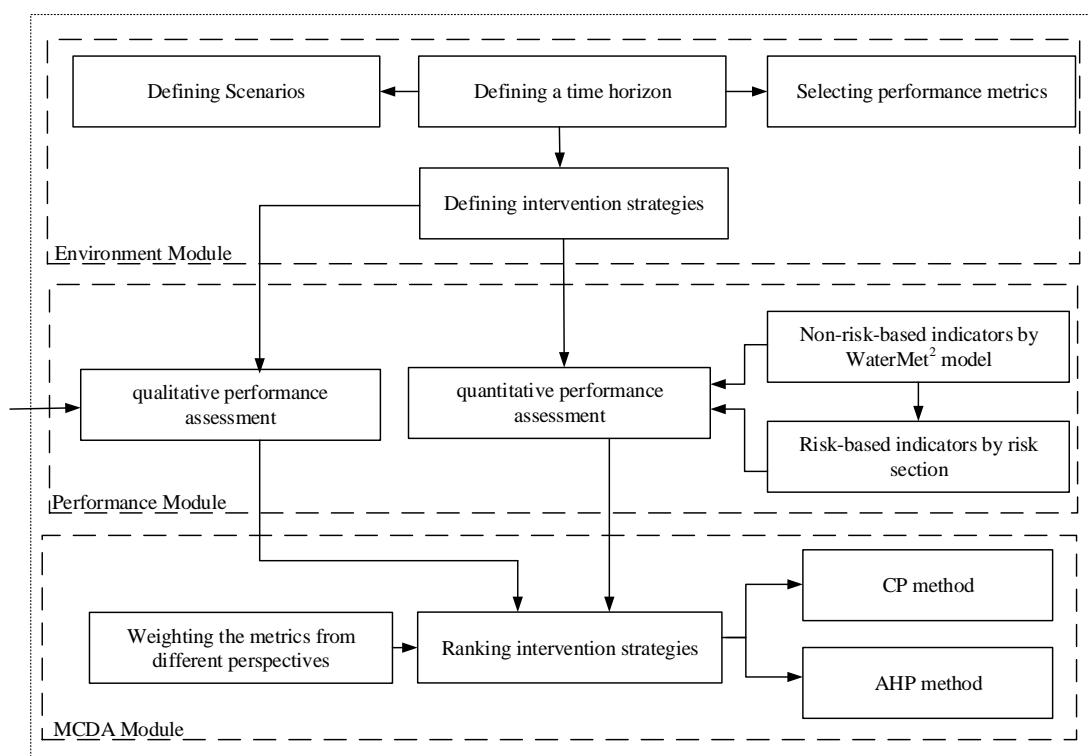 Defining Scenarios
Defining a time horizon
Selecting performance metrics
Defining intervention strategies
Environment Module
Non-risk-based indicators by
WaterMet² model
qualitative performance
assessment
quantitative performance
assessment
Risk-based indicators by risk
section
Performance Module
CP method
Weighting the metrics from
different perspectives
Ranking intervention strategies
AHP method
MCDA Module